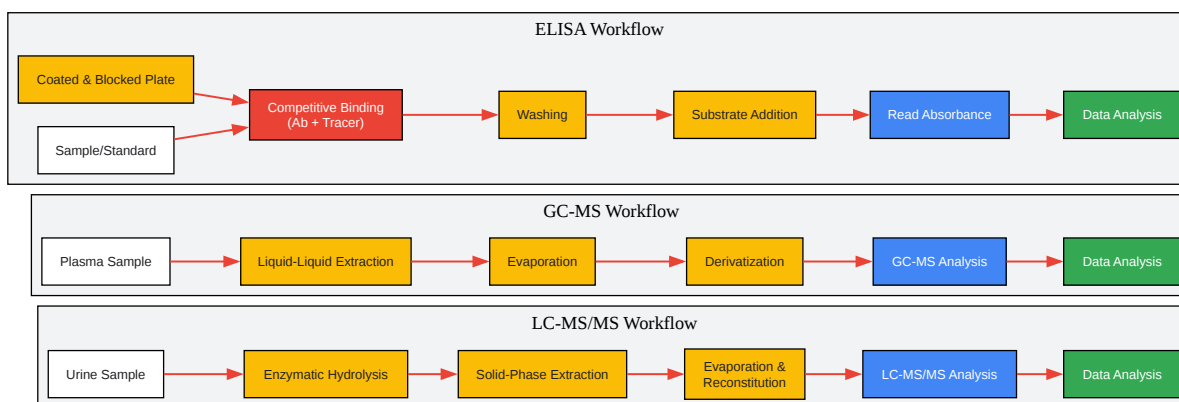 ELISA Workflow
Coated & Blocked Plate
Sample/Standard
Competitive Binding
(Ab + Tracer)
Washing
Substrate Addition
Read Absorbance
Data Analysis
GC-MS Workflow
Plasma Sample
Liquid-Liquid Extraction
Evaporation
Derivatization
GC-MS Analysis
Data Analysis
LC-MS/MS Workflow
Urine Sample
Enzymatic Hydrolysis
Solid-Phase Extraction
Evaporation &
Reconstitution
LC-MS/MS Analysis
Data Analysis